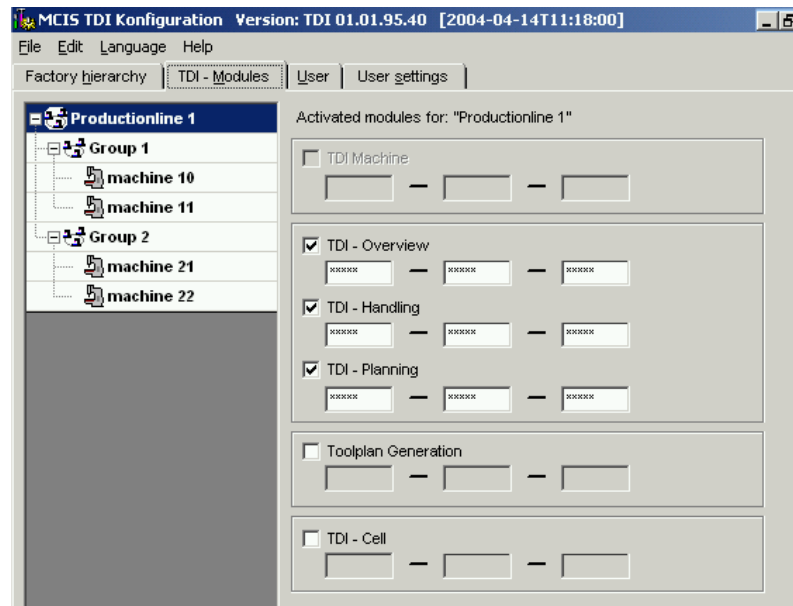 MCIS TDI Konfiguration Version: TDI 01.01.95.40 [2004-04-14T11:18:00]
File Edit Language Help
Factory hierarchy TDI - Modules User User settings
Productionline 1
Group 1
machine 10
machine 11
Group 2
machine 21
machine 22
Activated modules for: "Productionline 1"
TDI Machine
— —
TDI - Overview
xxxxx — xxxxx — xxxxx
TDI - Handling
xxxxx — xxxxx — xxxxx
TDI - Planning
xxxxx — xxxxx — xxxxx
Toolplan Generation
— —
TDI - Cell
— —